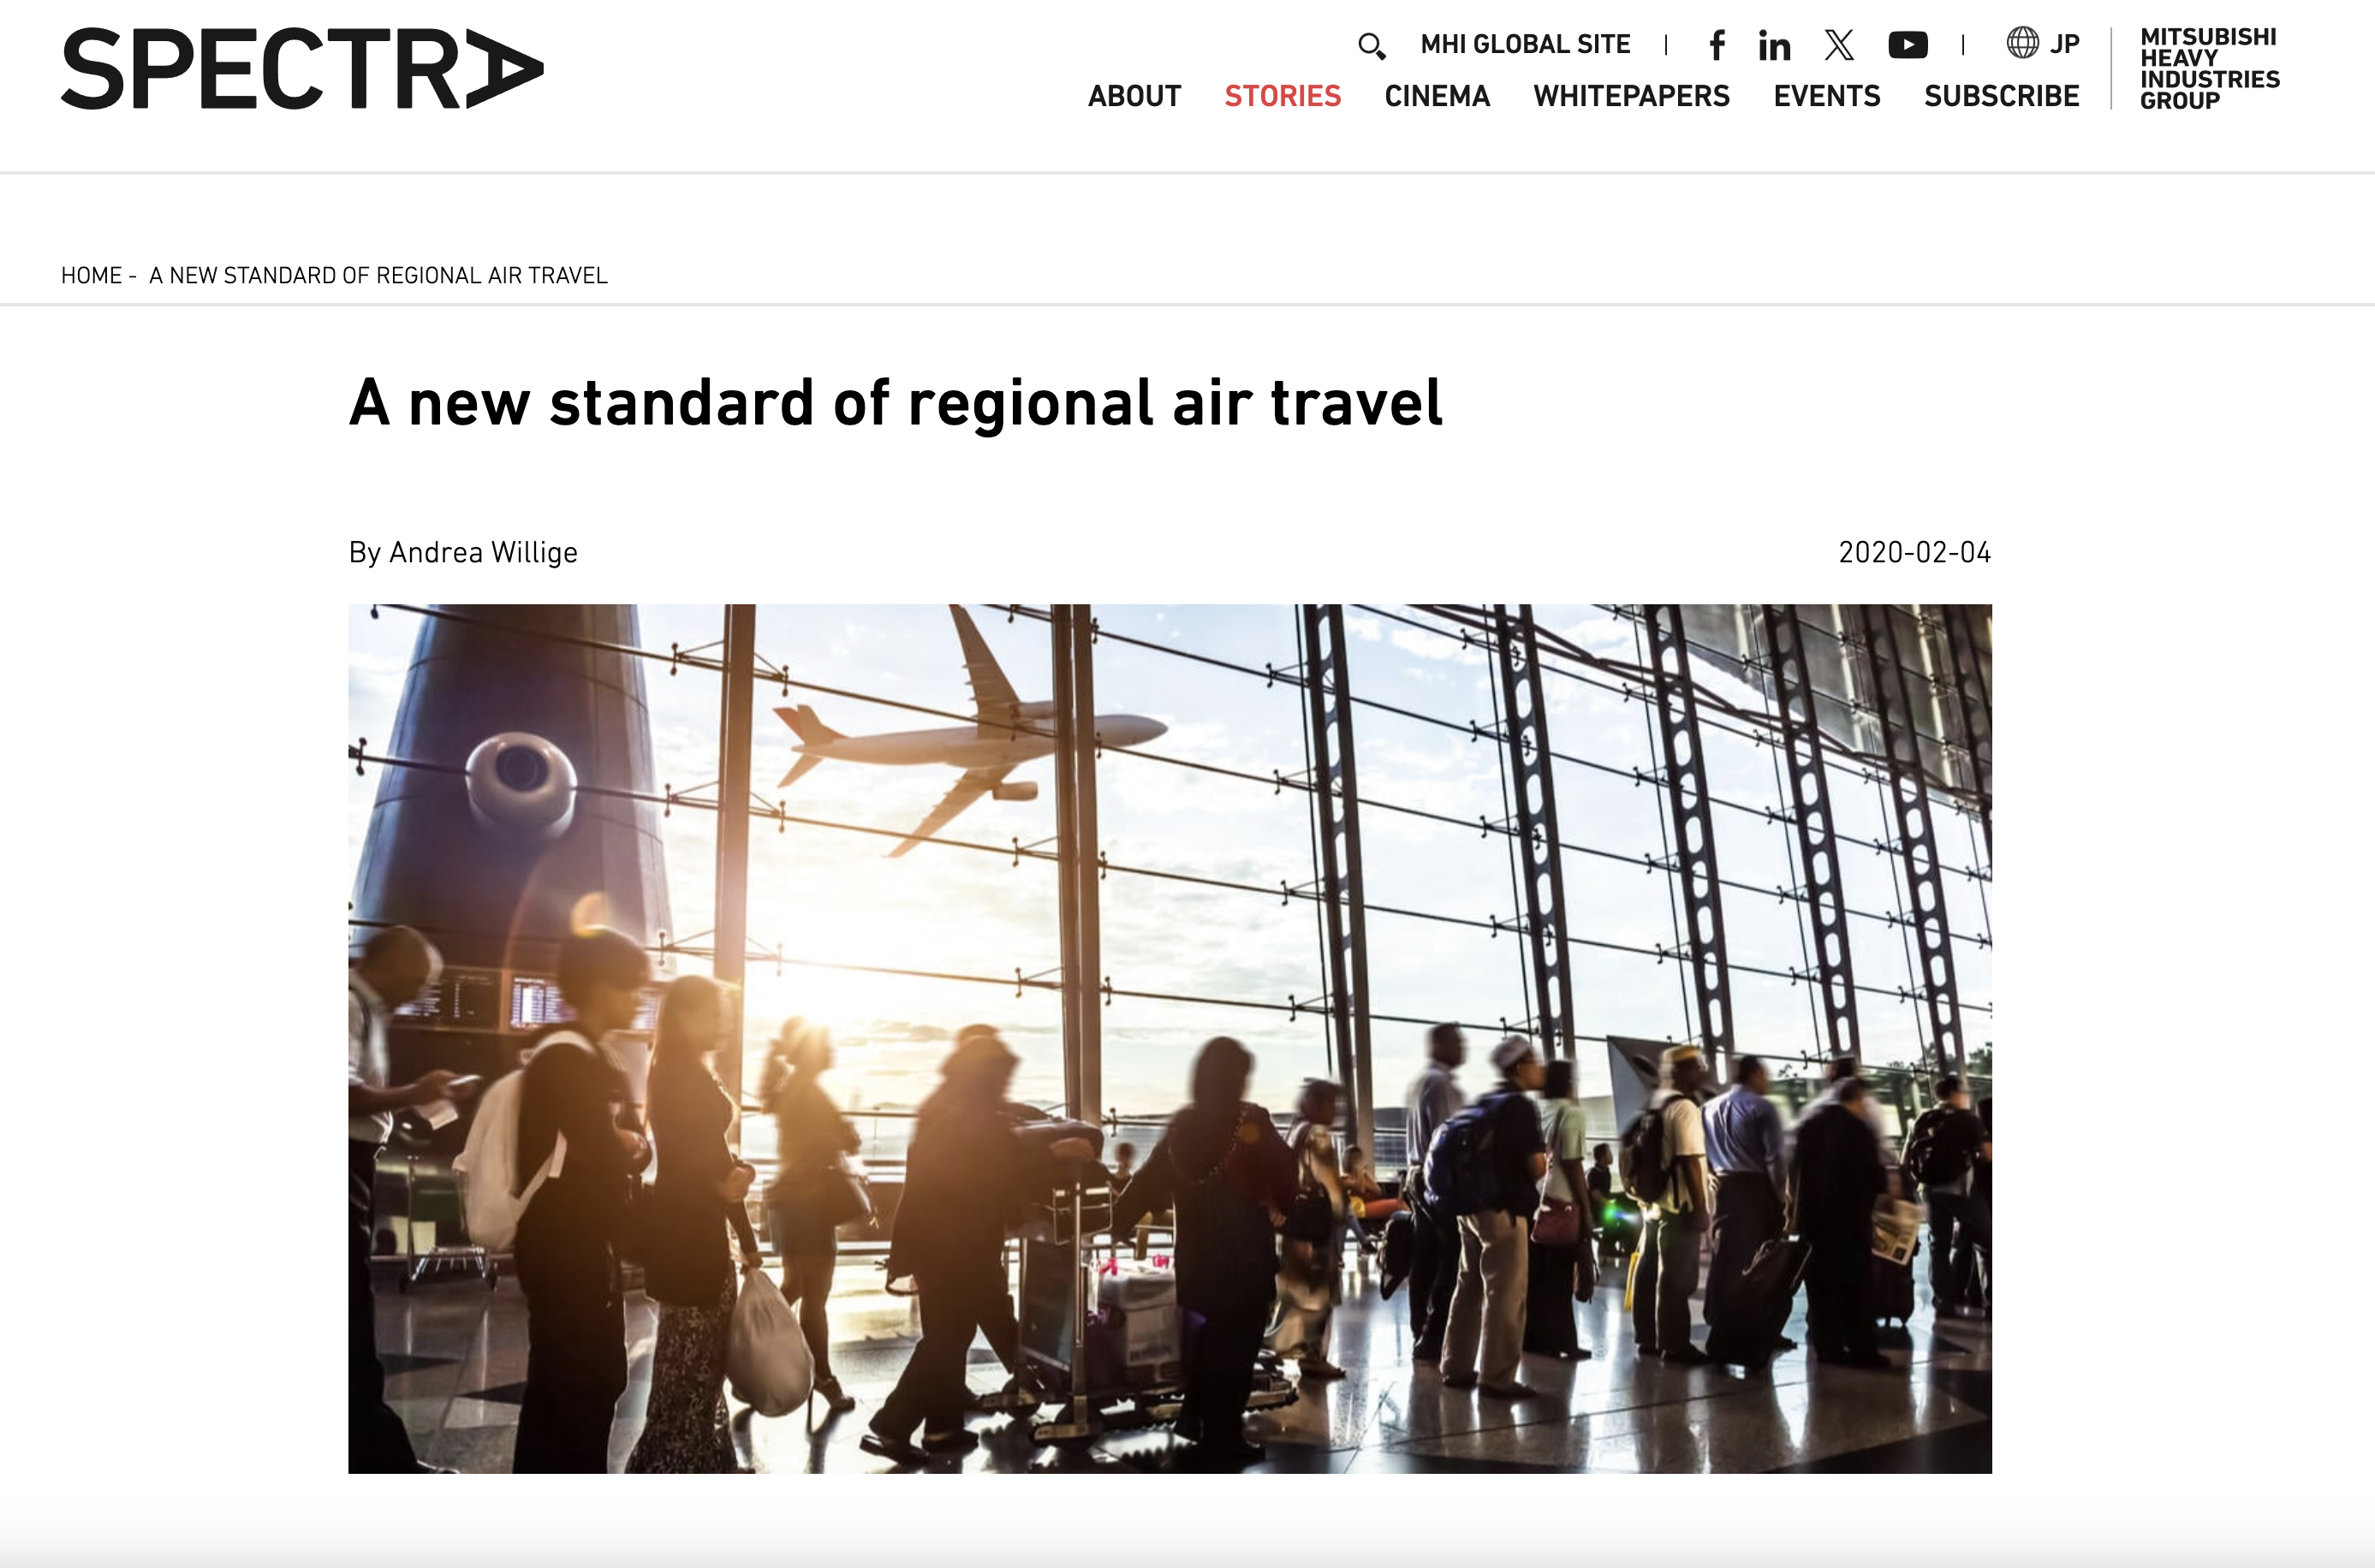 SPECTRA
MHI GLOBAL SITE
JP
ABOUT STORIES CINEMA WHITEPAPERS EVENTS SUBSCRIBE
MITSUBISHI
HEAVY
INDUSTRIES
GROUP
HOME - A NEW STANDARD OF REGIONAL AIR TRAVEL
A new standard of regional air travel
By Andrea Willige
2020-02-04